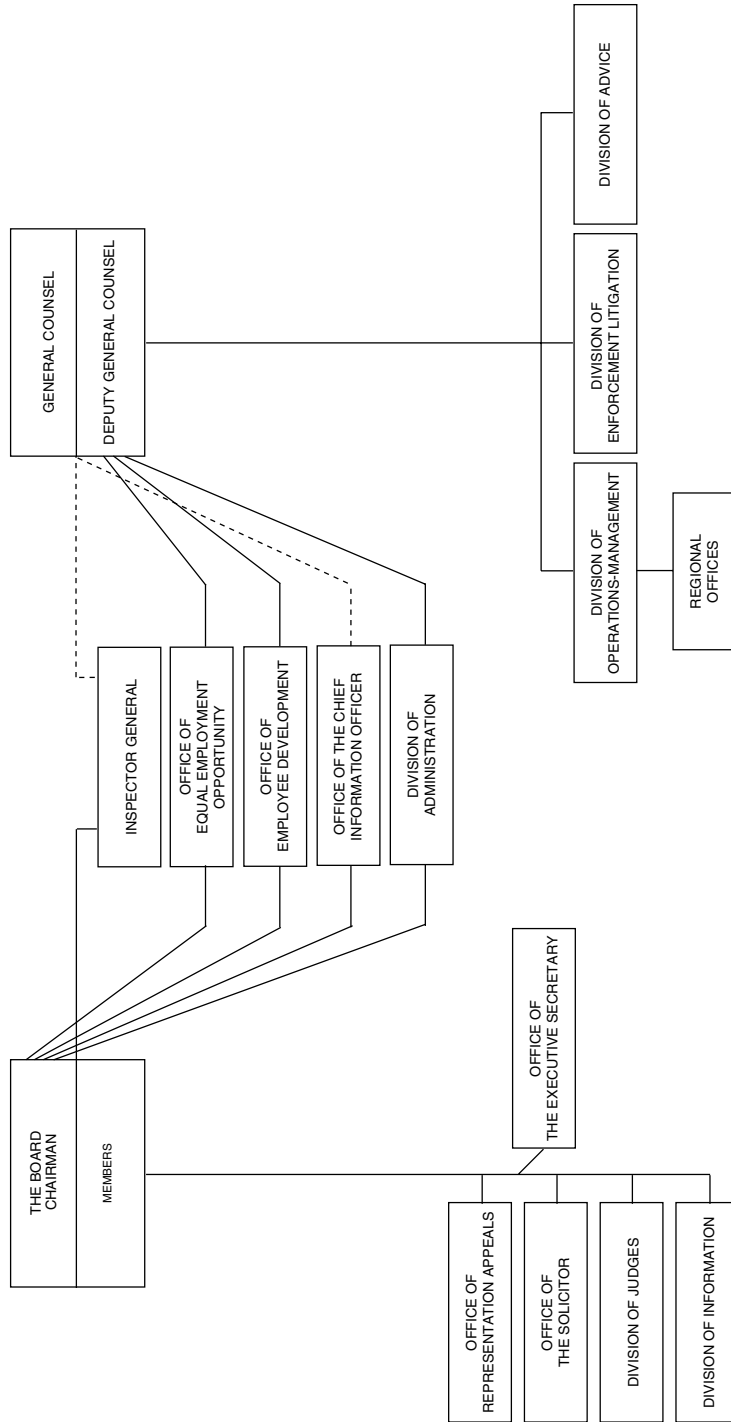 THE BOARD
CHAIRMAN
MEMBERS
GENERAL COUNSEL
DEPUTY GENERAL COUNSEL
INSPECTOR GENERAL
OFFICE OF
EQUAL EMPLOYMENT
OPPORTUNITY
OFFICE OF
EMPLOYEE DEVELOPMENT
OFFICE OF THE CHIEF
INFORMATION OFFICER
DIVISION OF
ADMINISTRATION
OFFICE OF
THE EXECUTIVE SECRETARY
OFFICE OF
REPRESENTATION APPEALS
OFFICE OF
THE SOLICITOR
DIVISION OF JUDGES
DIVISION OF INFORMATION
DIVISION OF
OPERATIONS-MANAGEMENT
DIVISION OF
ENFORCEMENT LITIGATION
DIVISION OF ADVICE
REGIONAL
OFFICES